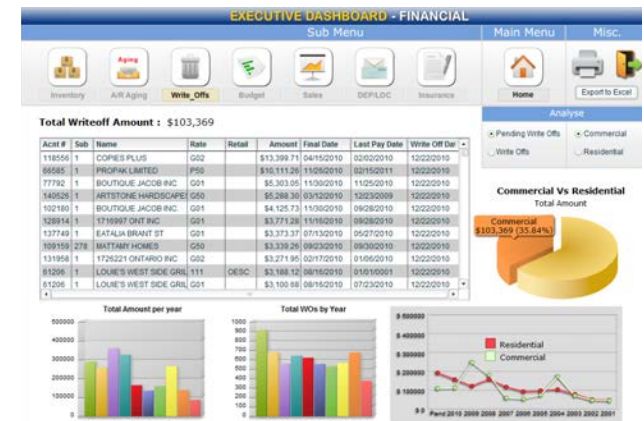 EXECUTIVE DASHBOARD - FINANCIAL
Sub Menu
Main Menu
Misc.
Inventory
A/R Aging
Write_Offs
Budget
Sales
DEP/LOC
Insurance
Home
Export to Excel
Total Writeoff Amount : $103,369
Analyse
Pending Write Offs
Commercial
Write Offs
Residential
Acnt # Sub Name Rate Retail Amount Final Date Last Pay Date Write Off Dat
118556 1 COPIES PLUS G02 $13,399.71 04/15/2010 02/02/2010 12/22/2010
66585 1 PROPAK LIMITED P50 $10,111.26 11/26/2010 02/15/2011 12/22/2010
77792 1 BOUTIQUE JACOB INC. G01 $5,303.05 11/30/2010 11/25/2010 12/22/2010
140526 1 ARTSTONE HARDSCAPES G50 $5,288.30 03/12/2010 12/23/2009 12/22/2010
102180 1 BOUTIQUE JACOB INC. G01 $4,125.73 11/30/2010 09/28/2010 12/22/2010
128914 1 1716997 ONT INC G01 $3,771.28 11/16/2010 09/28/2010 12/22/2010
137749 1 EATALIA BRANT ST G01 $3,373.37 07/13/2010 05/27/2010 12/22/2010
109159 278 MATTAMY HOMES G50 $3,339.26 09/23/2010 09/30/2010 12/22/2010
131958 1 1726221 ONTARIO INC G02 $3,271.95 02/17/2010 01/06/2010 12/22/2010
61206 1 LOUIE'S WEST SIDE GRIL 111 CESC $3,188.12 08/16/2010 01/01/0001 12/22/2010
61206 1 LOUIE'S WEST SIDE GRIL G01 $3,100.68 08/16/2010 07/23/2010 12/22/2010
Commercial Vs Residential
Total Amount
Commercial
$103,369 (35.84%)
Total Amount per year
500000
400000
300000
200000
100000
0
Total WOs by Year
1000
900
800
700
600
500
400
300
200
100
0
$ 500000
$ 400000
$ 300000
$ 200000
$ 100000
$ 0
Residential
Commercial
Pend 2010 2009 2008 2007 2006 2005 2004 2003 2002 2001